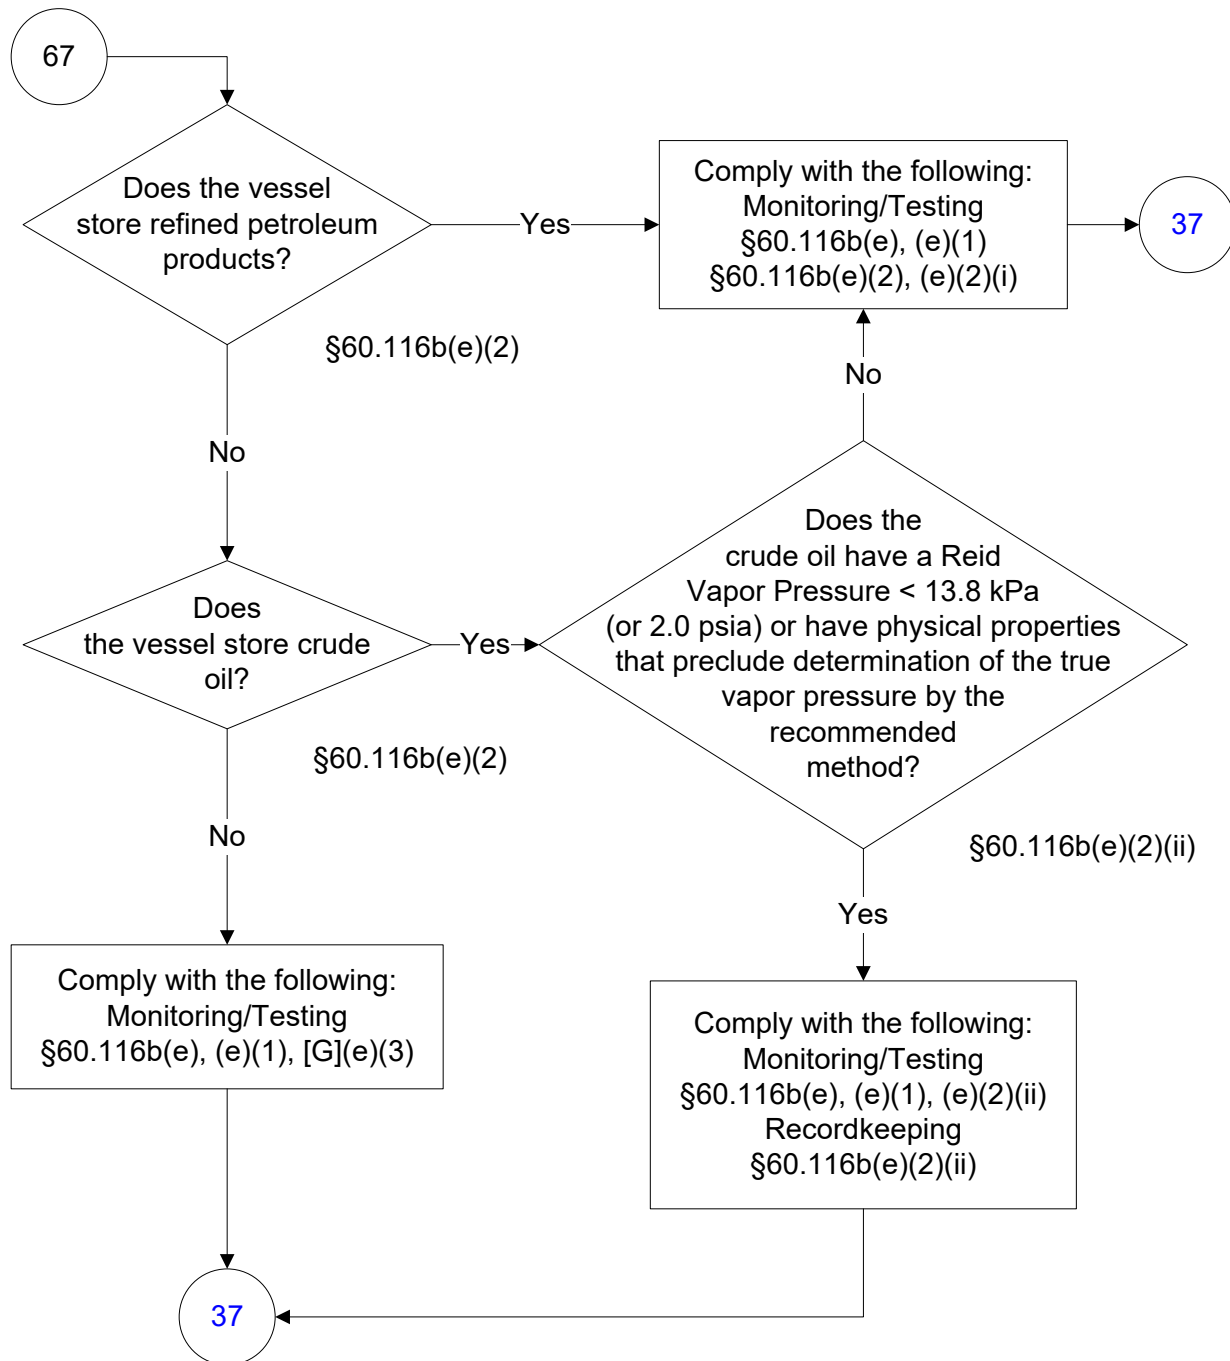 67
Does the vessel
store refined petroleum
products?
Yes
Comply with the following:
Monitoring/Testing
§60.116b(e), (e)(1)
§60.116b(e)(2), (e)(2)(i)
37
§60.116b(e)(2)
No
No
Does
the vessel store crude
oil?
Yes
Does the
crude oil have a Reid
Vapor Pressure < 13.8 kPa
(or 2.0 psia) or have physical properties
that preclude determination of the true
vapor pressure by the
recommended
method?
§60.116b(e)(2)
§60.116b(e)(2)(ii)
No
Yes
Comply with the following:
Monitoring/Testing
§60.116b(e), (e)(1), [G](e)(3)
Comply with the following:
Monitoring/Testing
§60.116b(e), (e)(1), (e)(2)(ii)
Recordkeeping
§60.116b(e)(2)(ii)
37